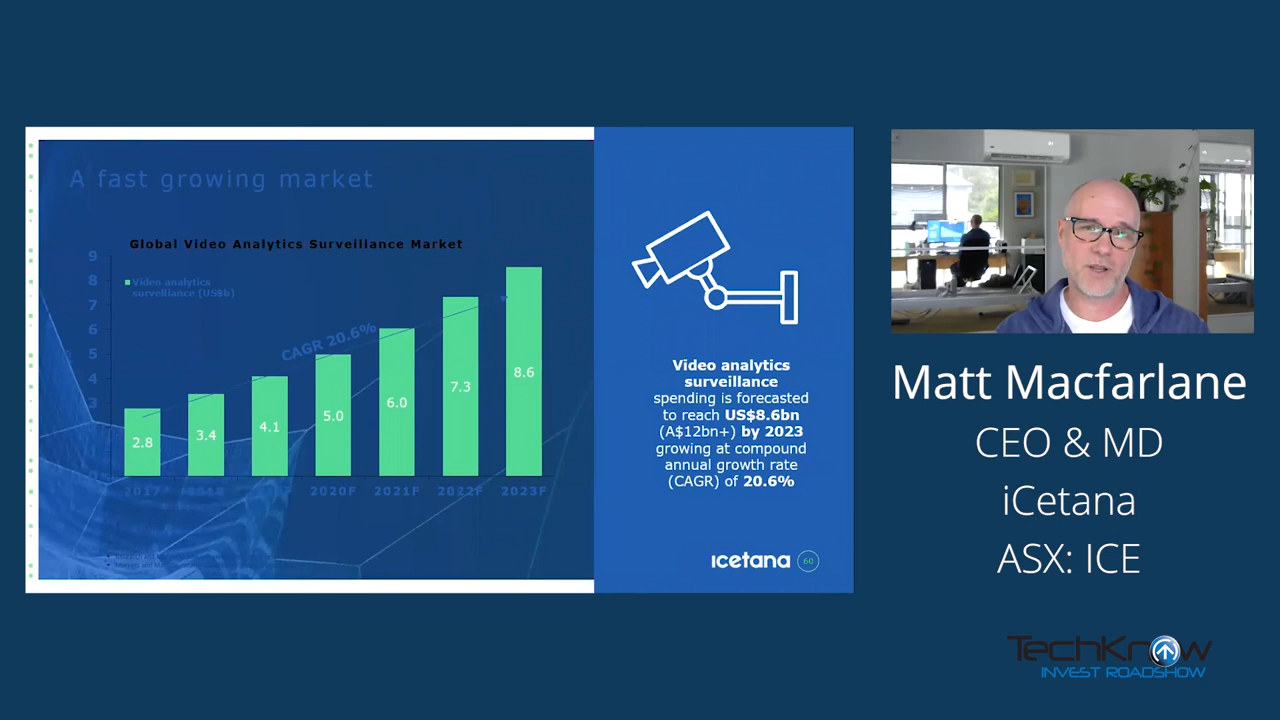 A fast growing market
Global Video Analytics Surveillance Market
9
8
7
6
5
4
3
Video analytics
surveillance (US$b)
CAGR 20.6%
2.8
3.4
4.1
5.0
6.0
7.3
8.6
2017
2018
2020F
2021F
2022F
2023F
Video analytics
surveillance
spending is forecasted
to reach US$8.6bn
(A$12bn+) by 2023
growing at compound
annual growth rate
(CAGR) of 20.6%
ıcetana
60
Matt Macfarlane
CEO & MD
iCetana
ASX: ICE
TechKnow
INVEST ROADSHOW